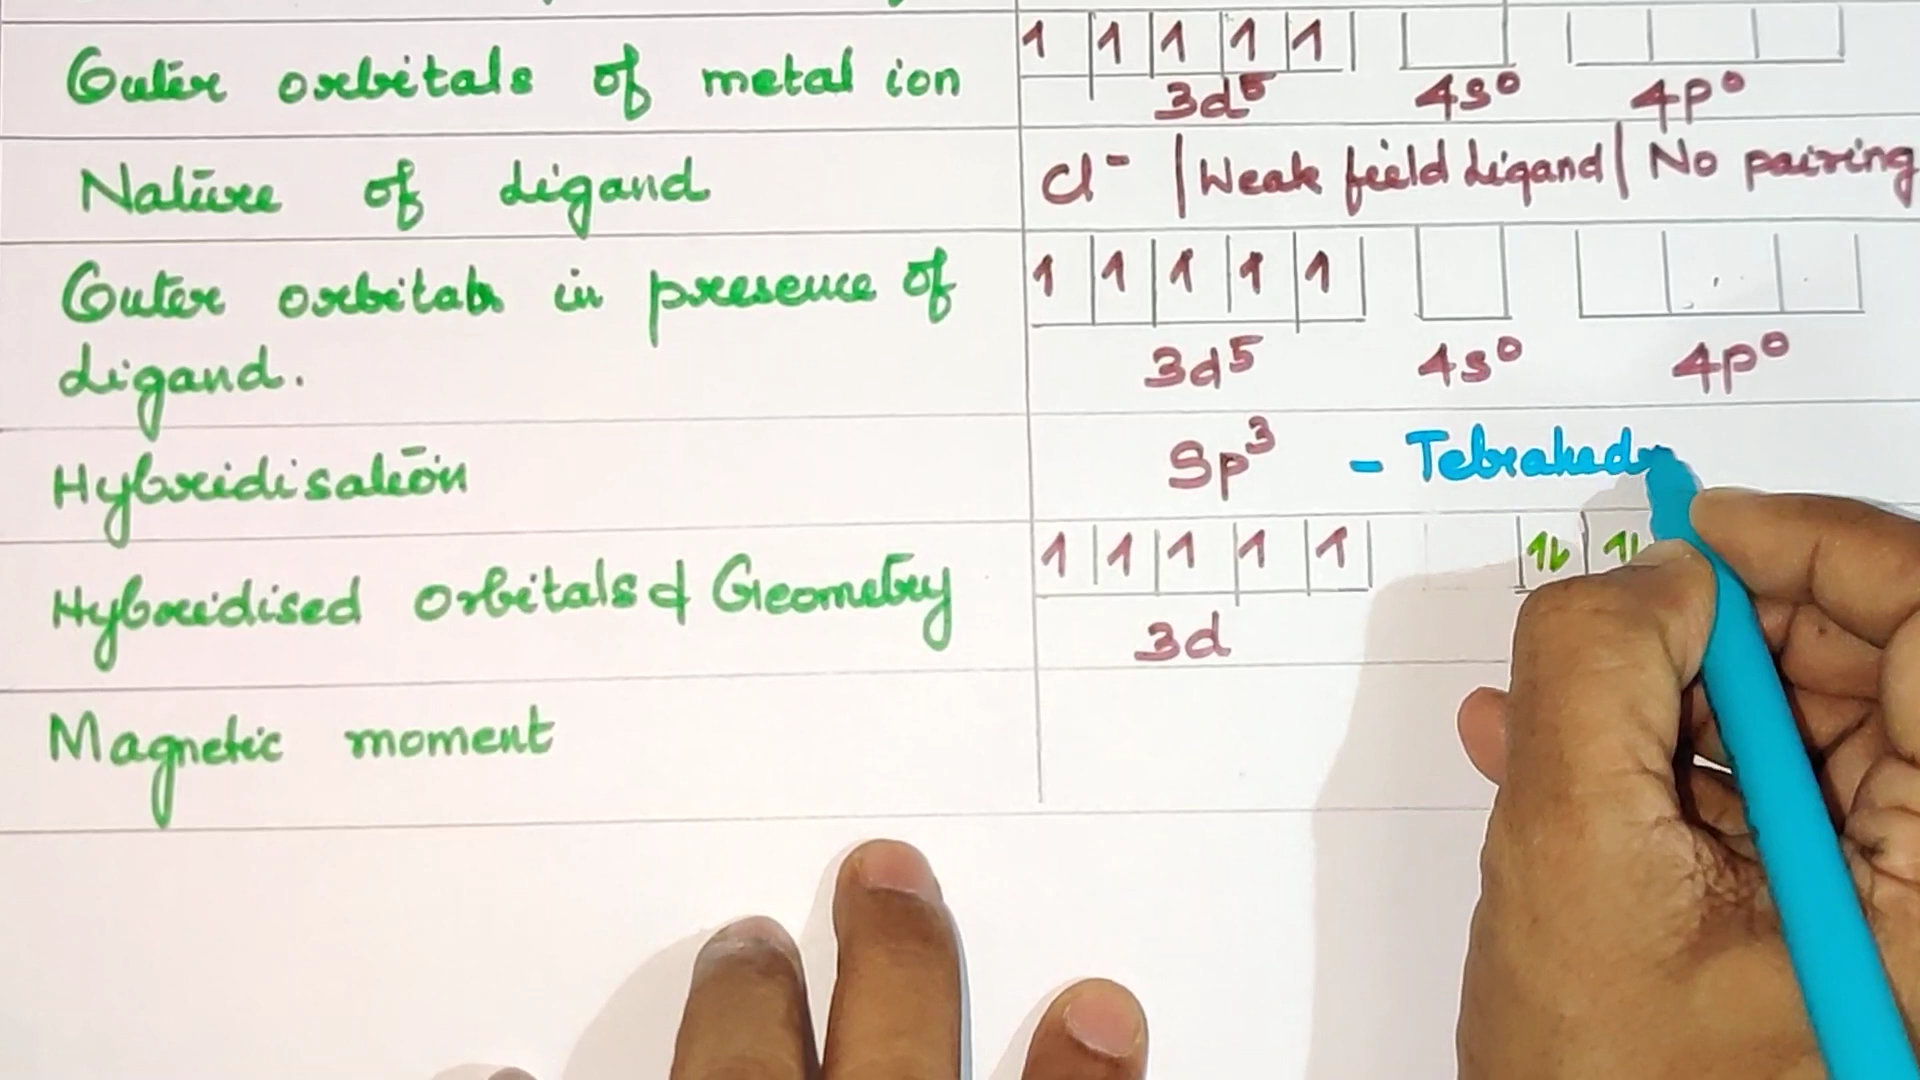 Outer orbitals of metal ion
1 1 1 1 1
3d⁵ 4s⁰ 4p⁰
Nature of Ligand
Cl⁻ | Weak field Ligand | No pairing
Outer orbitals in presence of
Ligand.
1 1 1 1 1
3d⁵ 4s⁰ 4p⁰
Hybridisation
Sp³ - Tetrahedr
Hybridised Orbitals & Geometry
1 1 1 1 1 1L 1L
3d
Magnetic moment